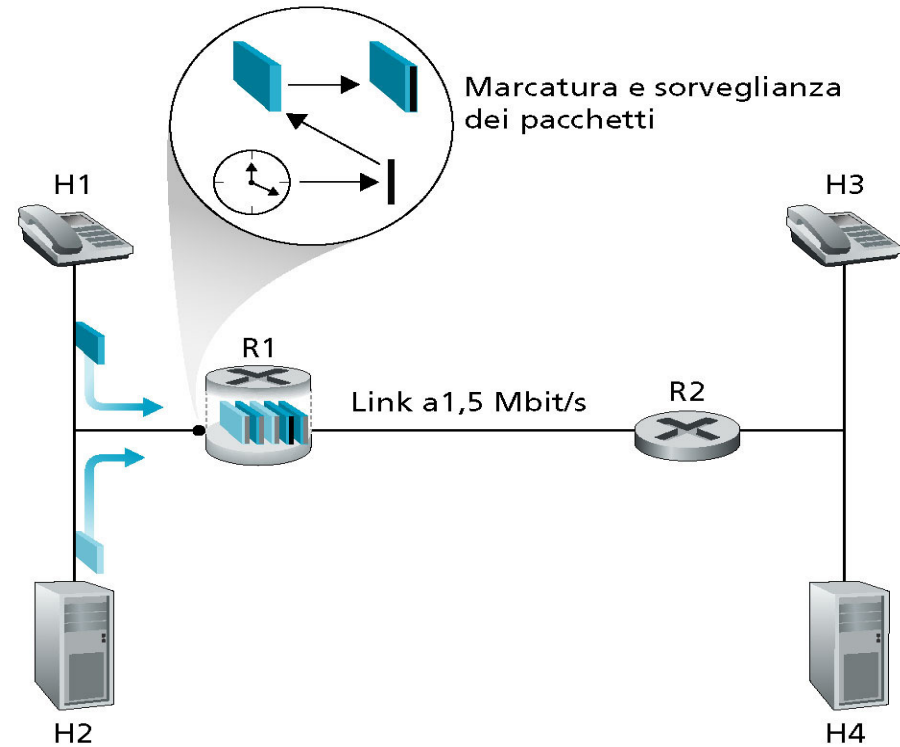 Marcatura e sorveglianza
dei pacchetti
H1
H3
R1
Link a1,5 Mbit/s
R2
H2
H4